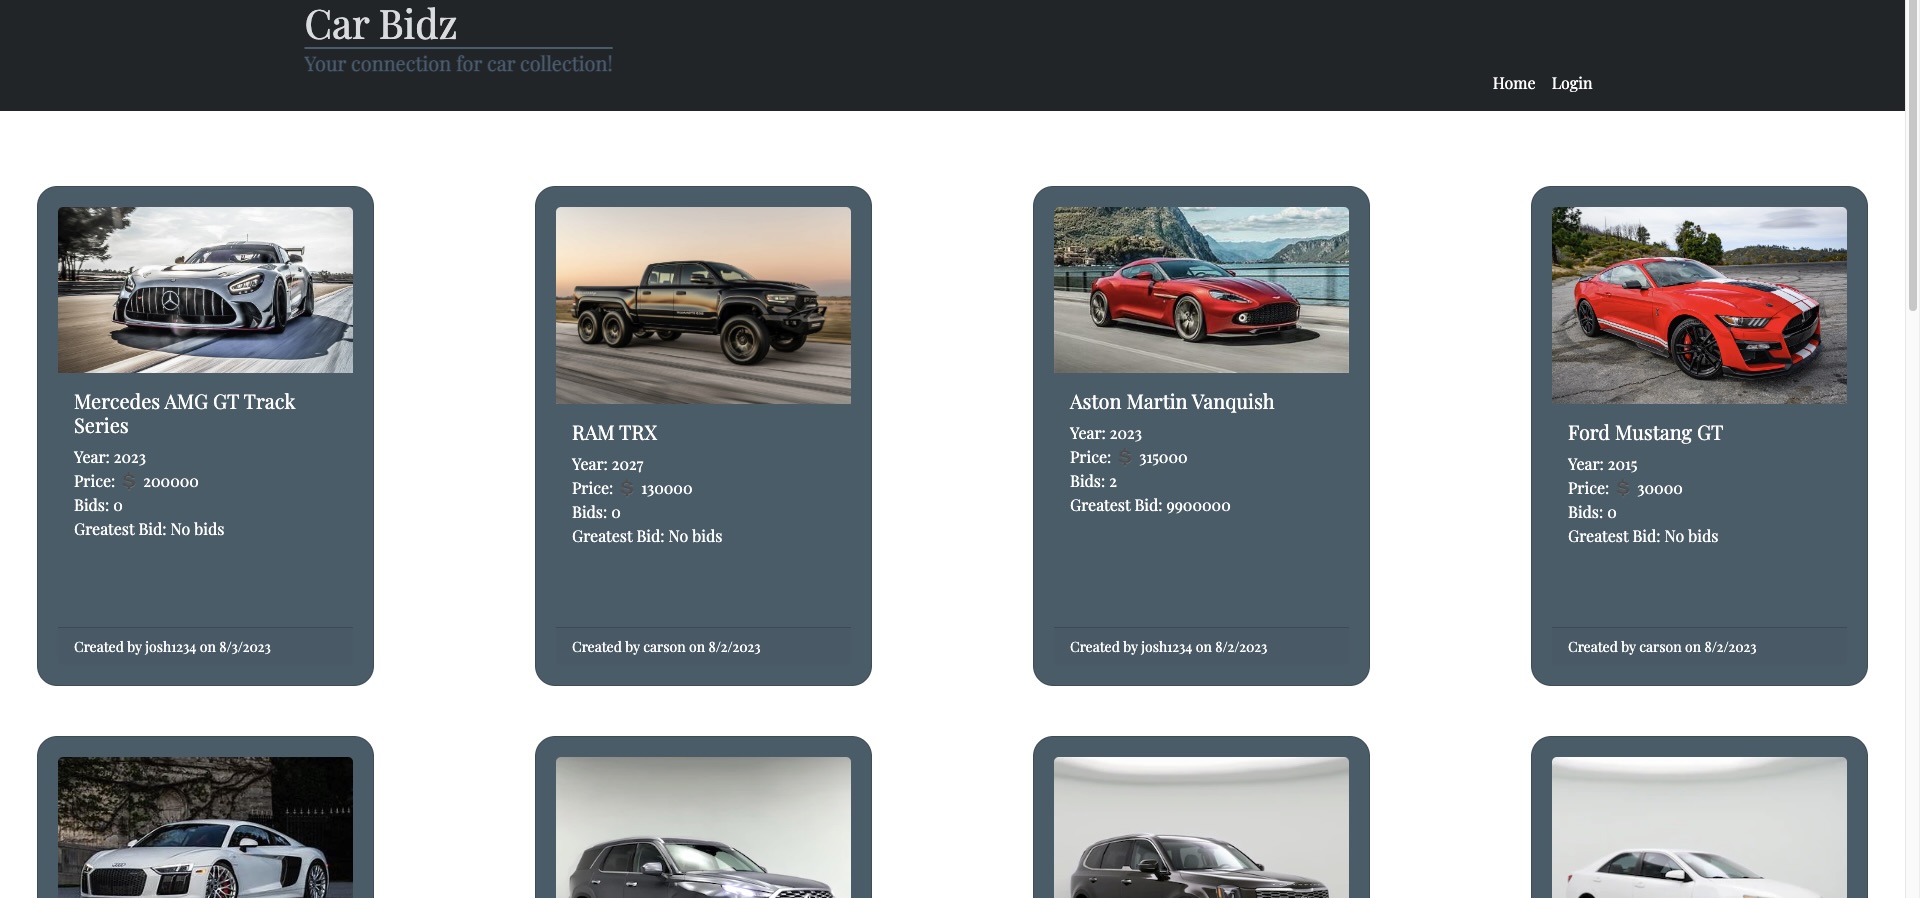 Car Bidz
Your connection for car collection!
Home Login
Mercedes AMG GT Track
Series
Year: 2023
Price: $ 200000
Bids: 0
Greatest Bid: No bids
Created by josh1234 on 8/3/2023
RAM TRX
Year: 2027
Price: $ 130000
Bids: 0
Greatest Bid: No bids
Created by carson on 8/2/2023
Aston Martin Vanquish
Year: 2023
Price: $ 315000
Bids: 2
Greatest Bid: 9900000
Created by josh1234 on 8/2/2023
Ford Mustang GT
Year: 2015
Price: $ 30000
Bids: 0
Greatest Bid: No bids
Created by carson on 8/2/2023